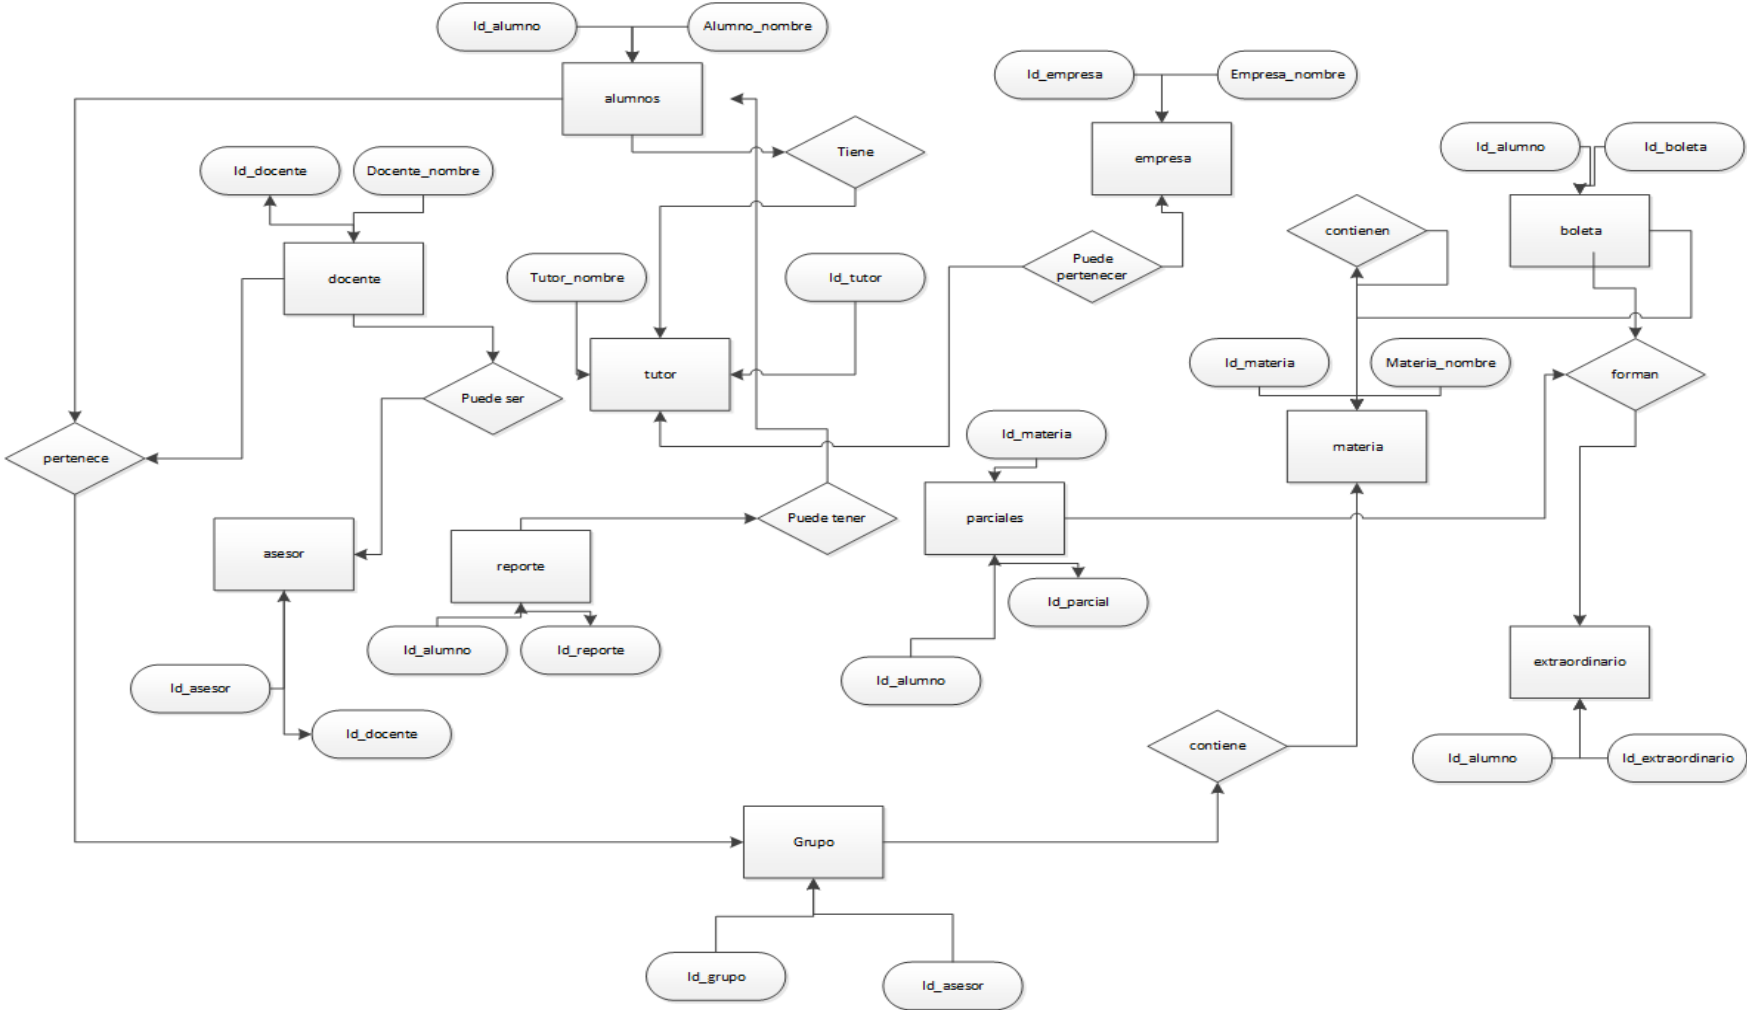 Id_alumno
Alumno_nombre
alumnos
Id_empresa
Empresa_nombre
empresa
Tiene
Id_alumno
Id_boleta
boleta
Id_docente
Docente_nombre
docente
contienen
Puede
pertenecer
Tutor_nombre
Id_tutor
tutor
Id_materia
Materia_nombre
forman
Puede ser
pertenece
Id_materia
materia
parciales
Puede tener
asesor
reporte
Id_parcial
Id_alumno
Id_reporte
Id_alumno
extraordinario
Id_asesor
Id_docente
contiene
Id_alumno
Id_extraordinario
Grupo
Id_grupo
Id_asesor